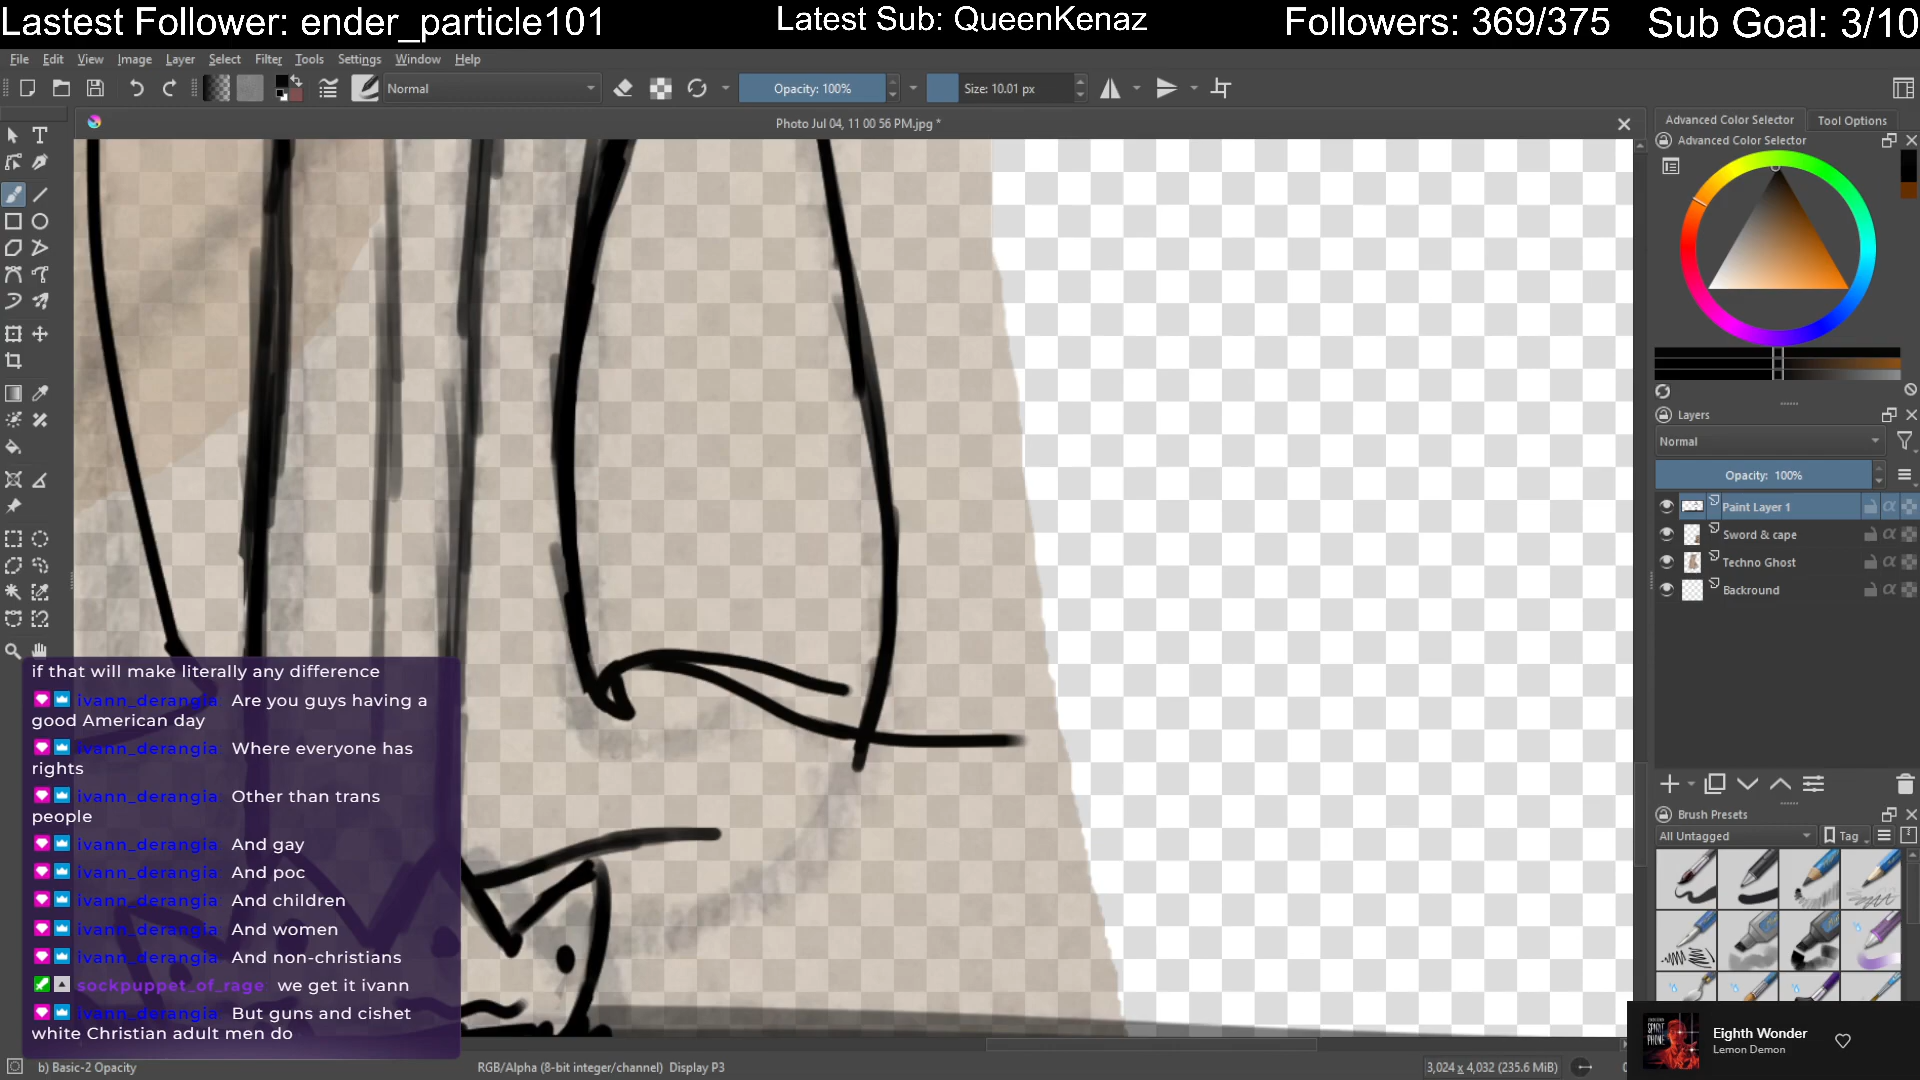 Lastest Follower: ender_particle101
Latest Sub: QueenKenaz
Followers: 369/375
Sub Goal: 3/10
File Edit View Image Layer Select Filter Tools Settings Window Help
Normal
Opacity: 100%
Size: 10.01 px
Photo Jul 04, 11 00 56 PM.jpg *
Advanced Color Selector
Tool Options
Advanced Color Selector
Layers
Normal
Opacity: 100%
Paint Layer 1
Sword & cape
Techno Ghost
Backround
Brush Presets
All Untagged
Tag
if that will make literally any difference
ivann_derangia Are you guys having a
good American day
ivann_derangia Where everyone has
rights
ivann_derangia Other than trans
people
ivann_derangia And gay
ivann_derangia And poc
ivann_derangia And children
ivann_derangia And women
ivann_derangia And non-christians
sockpuppet_of_rage we get it ivann
ivann_derangia But guns and cishet
white Christian adult men do
Eighth Wonder
Lemon Demon
b) Basic-2 Opacity
RGB/Alpha (8-bit integer/channel) Display P3
3,024 x 4,032 (235.6 MiB)